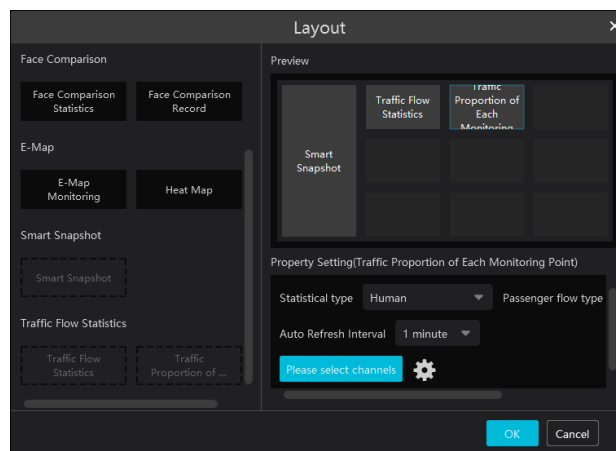 Layout
Face Comparison
Face Comparison
Statistics
Face Comparison
Record
E-Map
E-Map
Monitoring
Heat Map
Smart Snapshot
Smart Snapshot
Traffic Flow Statistics
Traffic Flow
Statistics
Traffic
Proportion of ...
Preview
Smart
Snapshot
Traffic Flow
Statistics
Traffic
Proportion of
Each
Monitoring
Property Setting(Traffic Proportion of Each Monitoring Point)
Statistical type Human Passenger flow type
Auto Refresh Interval 1 minute
Please select channels
OK Cancel